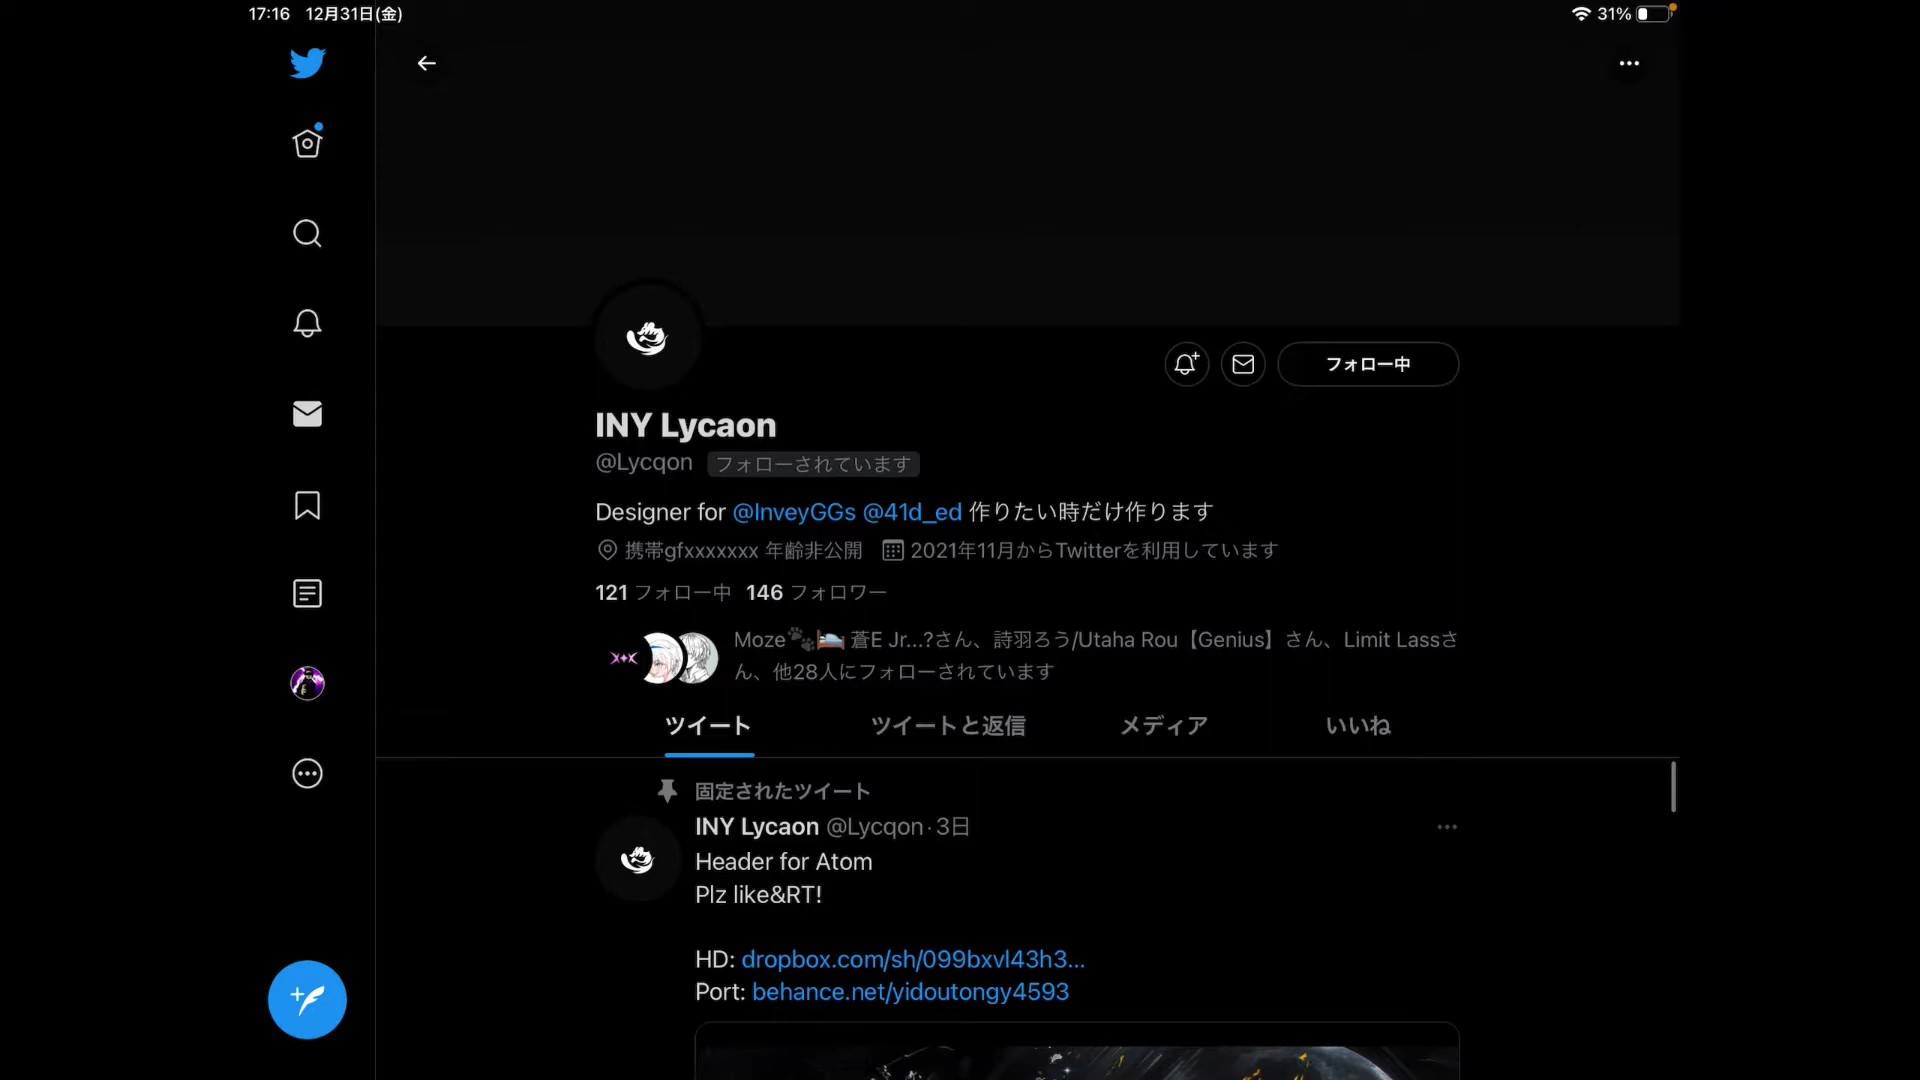 17:16 12月31日(金)
31%
INY Lycaon
フォロー中
@Lycqon フォローされています
Designer for @InveyGGs @41d_ed 作りたい時だけ作ります
携帯gfxxxxxxx 年齢非公開 2021年11月からTwitterを利用しています
121 フォロー中 146 フォロワー
Moze🐾🛌 蒼E Jr...?さん、詩羽ろう/Utaha Rou【Genius】さん、Limit Lassさ
ん、他28人にフォローされています
ツイート ツイートと返信 メディア いいね
固定されたツイート
INY Lycaon @Lycqon · 3日
Header for Atom
Plz like&RT!
HD: dropbox.com/sh/099bxvl43h3...
Port: behance.net/yidoutongy4593